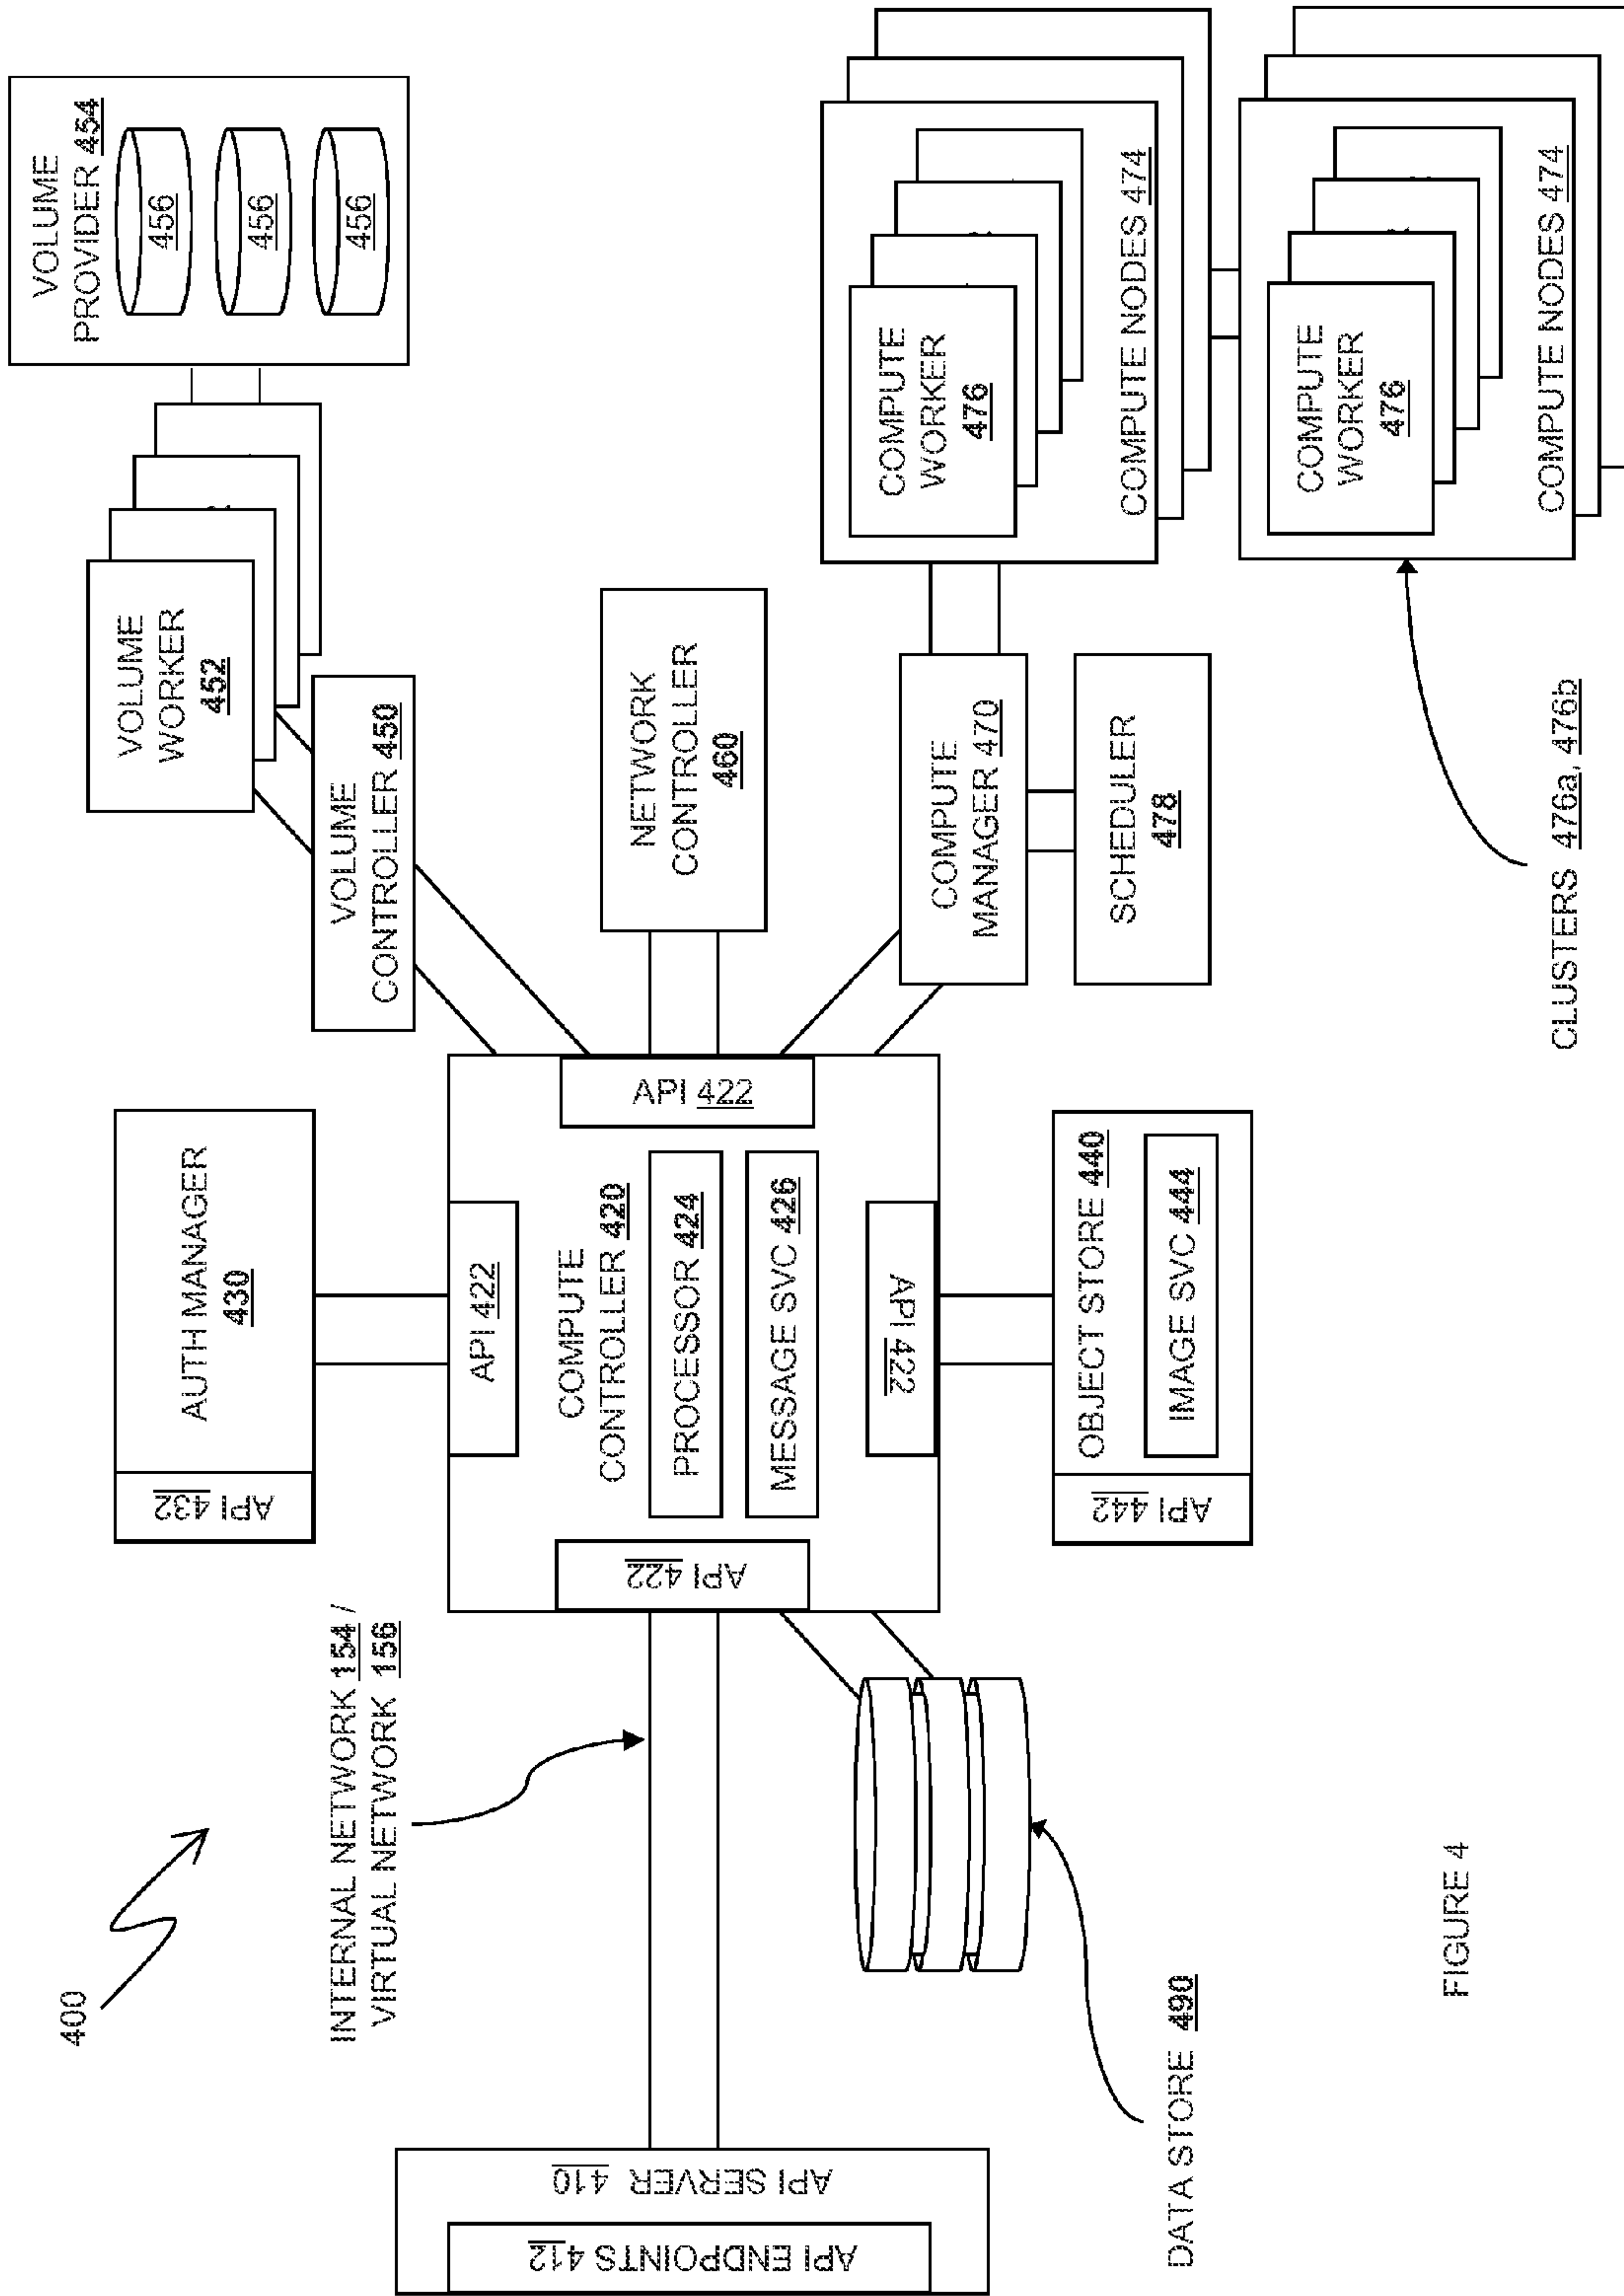 400
INTERNAL NETWORK 154 /
VIRTUAL NETWORK 156
API SERVER 410
API ENDPOINTS 412
DATA STORE 490
AUTH MANAGER
430
API 432
API 422
API 422
API 422
API 422
COMPUTE
CONTROLLER 420
PROCESSOR 424
MESSAGE SVC 426
OBJECT STORE 440
IMAGE SVC 444
API 442
VOLUME
CONTROLLER 450
VOLUME
WORKER
452
VOLUME
PROVIDER 454
456
456
456
NETWORK
CONTROLLER
460
COMPUTE
MANAGER 470
SCHEDULER
478
COMPUTE
WORKER
476
COMPUTE NODES 474
COMPUTE
WORKER
476
COMPUTE NODES 474
CLUSTERS 476a, 476b
FIGURE 4